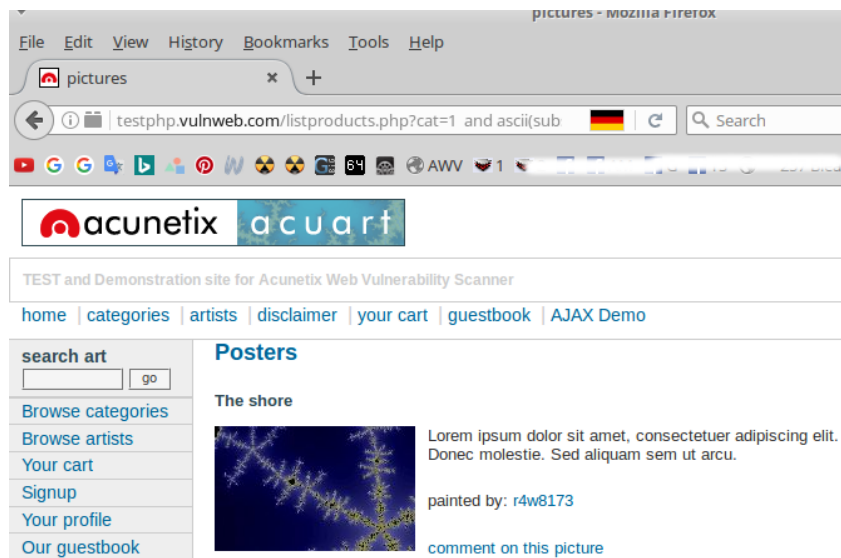 pictures - Mozilla Firefox
File Edit View History Bookmarks Tools Help
pictures × +
testphp.vulnweb.com/listproducts.php?cat=1 and ascii(sub Search
G G b W G 64 AWV 1
acunetix acuart
TEST and Demonstration site for Acunetix Web Vulnerability Scanner
home | categories | artists | disclaimer | your cart | guestbook | AJAX Demo
search art
go
Browse categories
Browse artists
Your cart
Signup
Your profile
Our guestbook
Posters
The shore
Lorem ipsum dolor sit amet, consectetuer adipiscing elit.
Donec molestie. Sed aliquam sem ut arcu.
painted by: r4w8173
comment on this picture